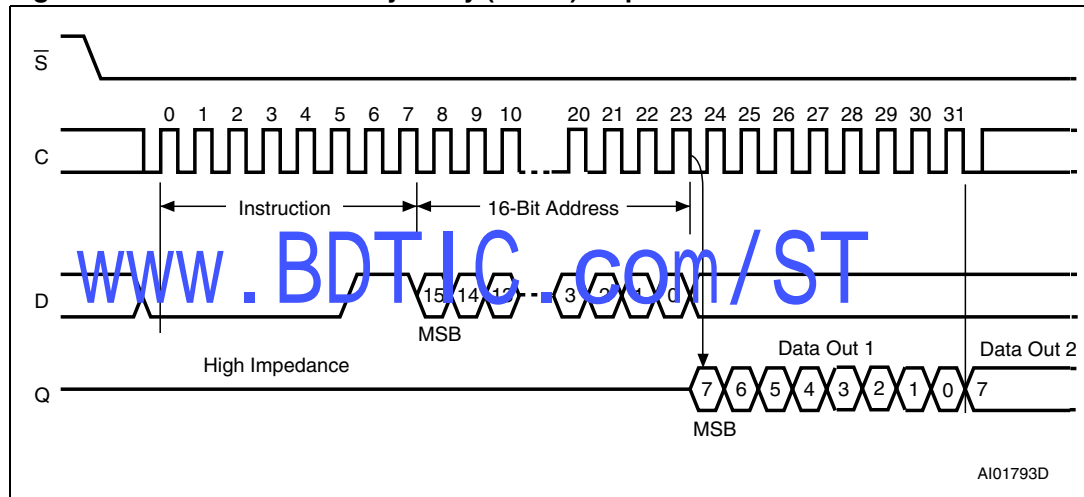 S
0 1 2 3 4 5 6 7 8 9 10 20 21 22 23 24 25 26 27 28 29 30 31
C
Instruction 16-Bit Address
www.BDTIC.com/ST
D
15 14 13 3 2 1 0
MSB
High Impedance Data Out 1 Data Out 2
Q
7 6 5 4 3 2 1 0 7
MSB
AI01793D